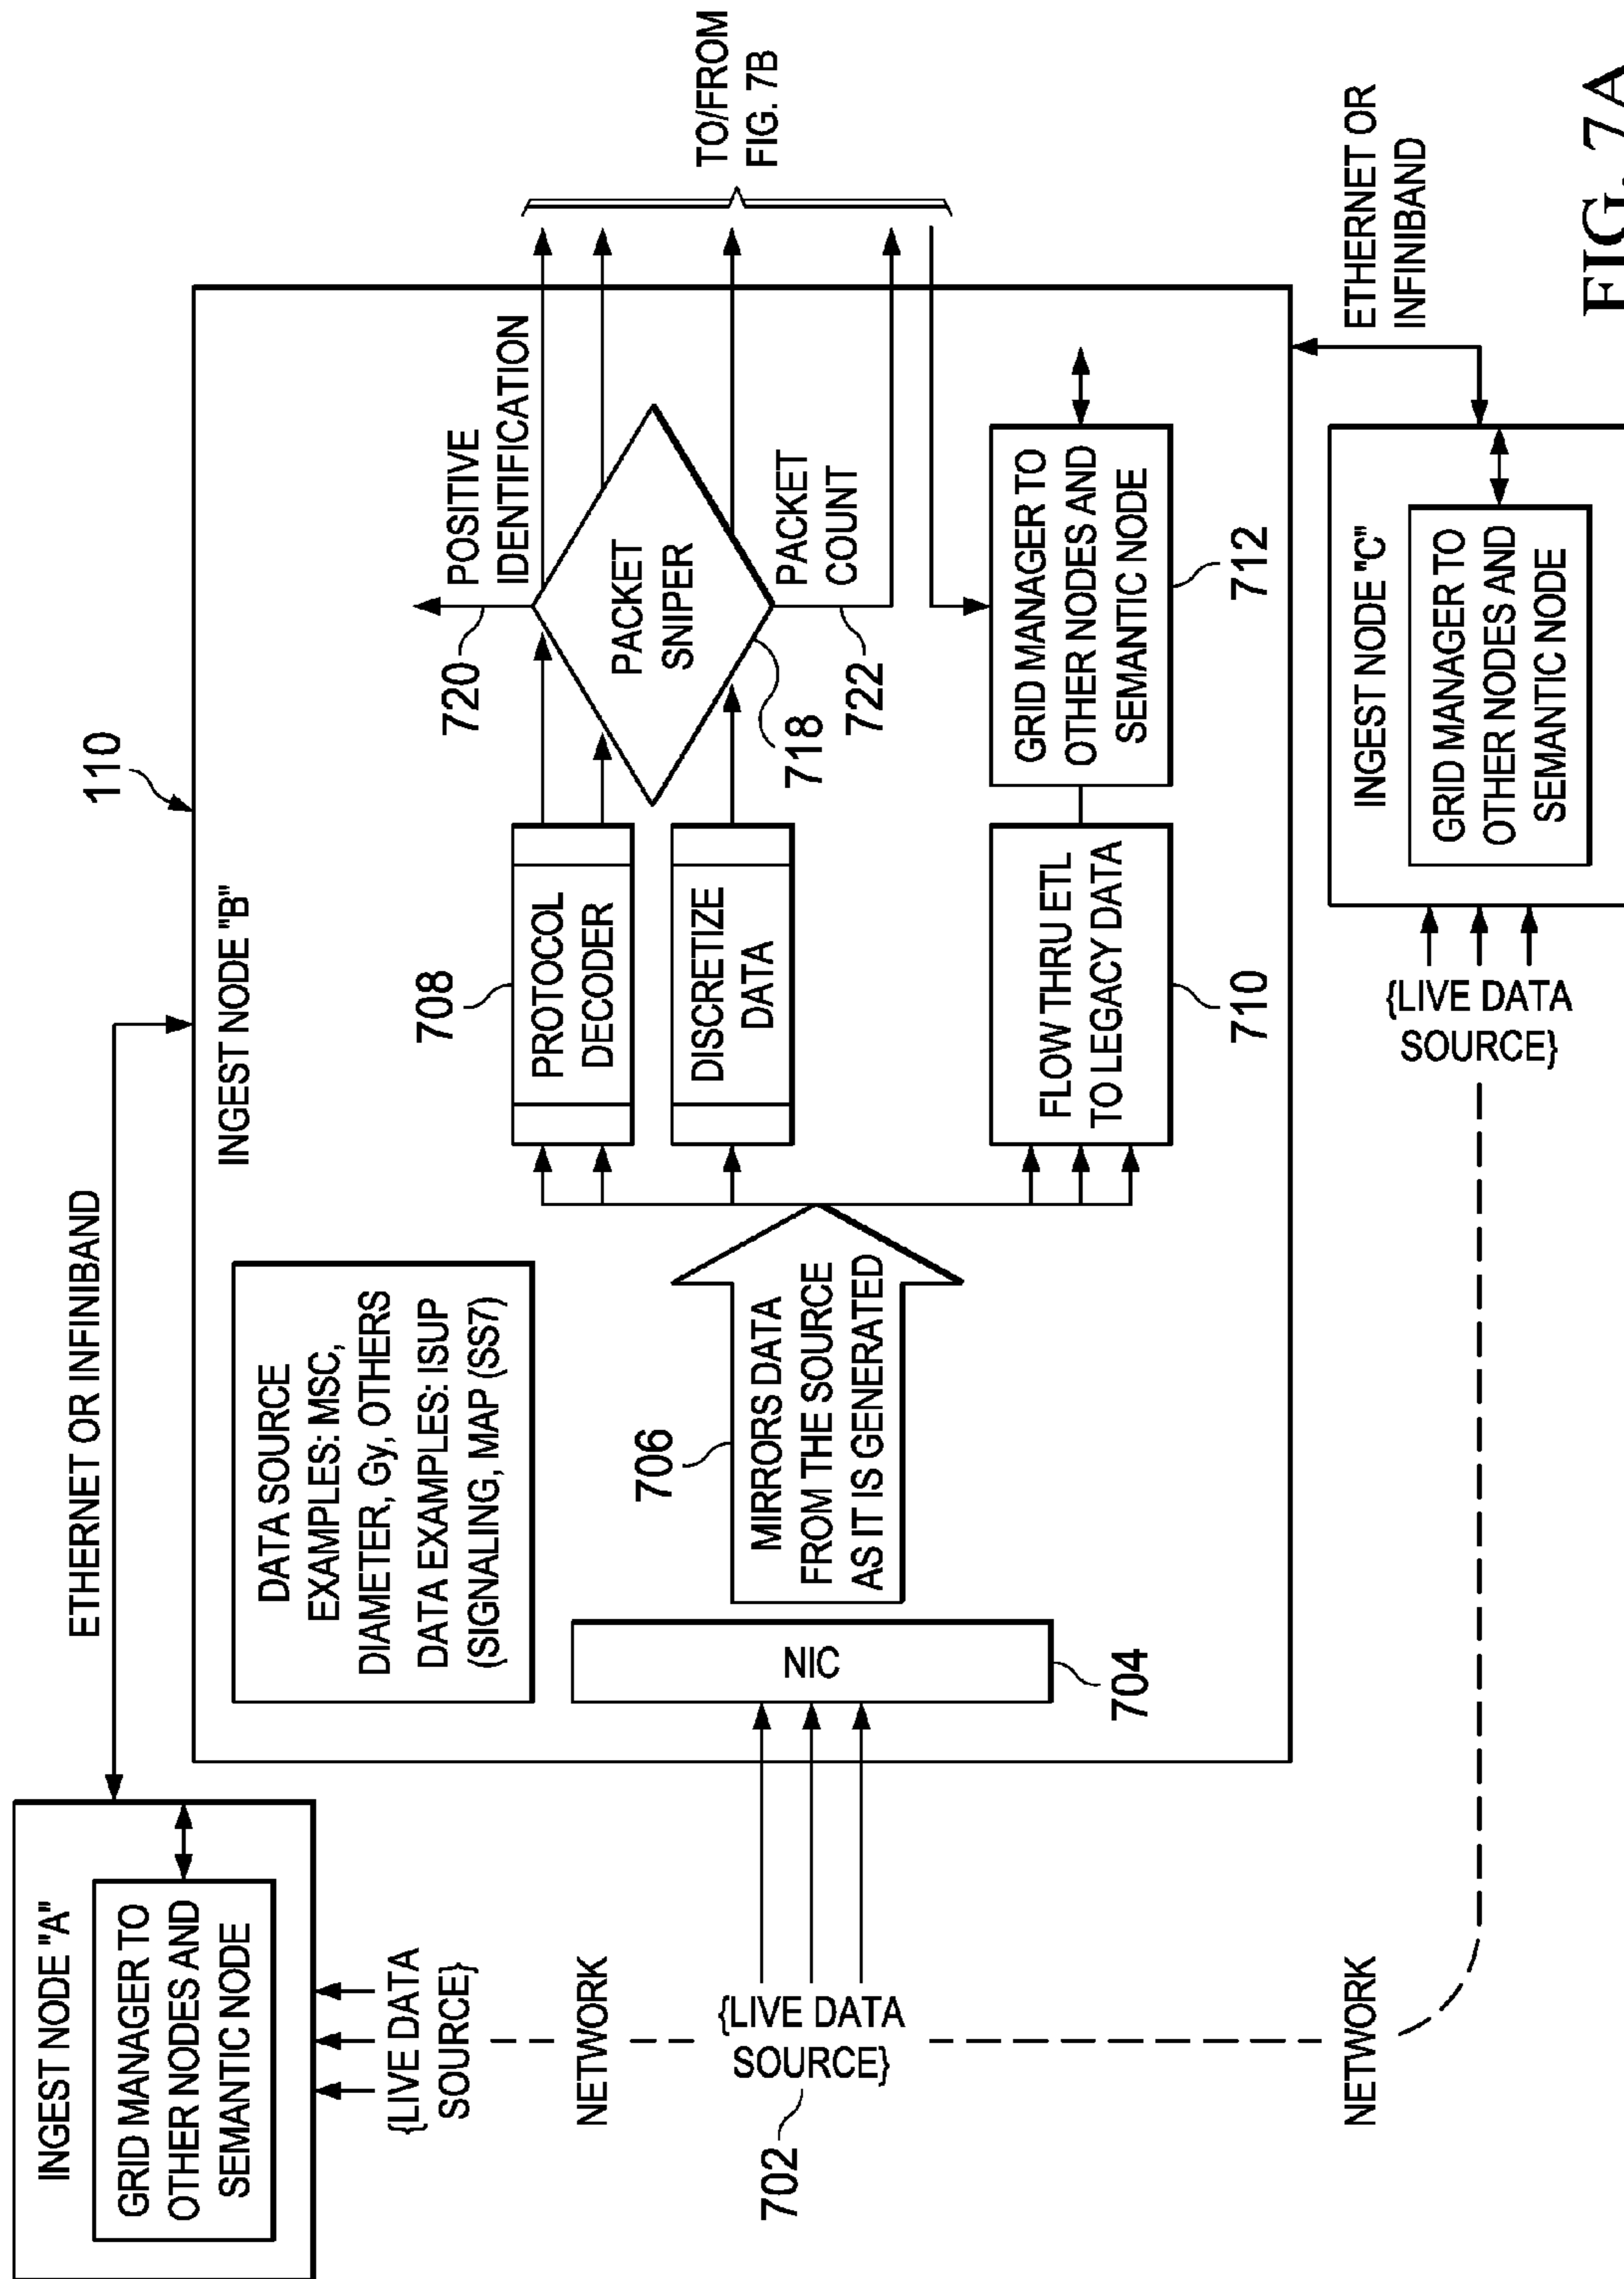 INGEST NODE "A"
GRID MANAGER TO
OTHER NODES AND
SEMANTIC NODE
{LIVE DATA
SOURCE}
NETWORK
ETHERNET OR INFINIBAND
110
INGEST NODE "B"
DATA SOURCE
EXAMPLES: MSC,
DIAMETER, Gy, OTHERS
DATA EXAMPLES: ISUP
(SIGNALING, MAP (SS7)
702
{LIVE DATA
SOURCE}
NIC
704
706
MIRRORS DATA
FROM THE SOURCE
AS IT IS GENERATED
708
PROTOCOL
DECODER
DISCRETIZE
DATA
FLOW THRU ETL
TO LEGACY DATA
710
720
POSITIVE
IDENTIFICATION
PACKET
SNIPER
718
722
PACKET
COUNT
GRID MANAGER TO
OTHER NODES AND
SEMANTIC NODE
712
TO/FROM
FIG. 7B
NETWORK
{LIVE DATA
SOURCE}
INGEST NODE "C"
GRID MANAGER TO
OTHER NODES AND
SEMANTIC NODE
ETHERNET OR
INFINIBAND
FIG. 7A